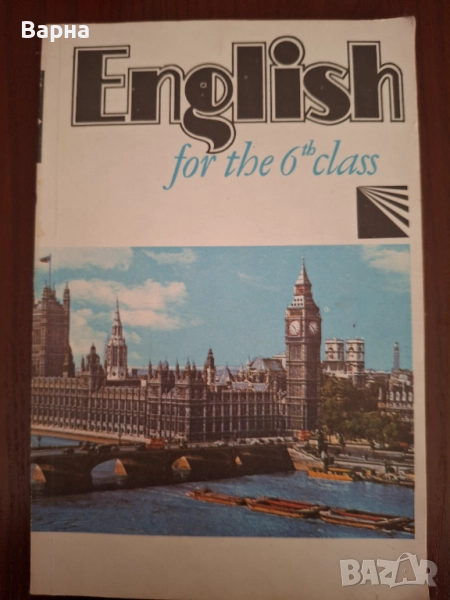 Варна
English
for the 6th class
BAZAR